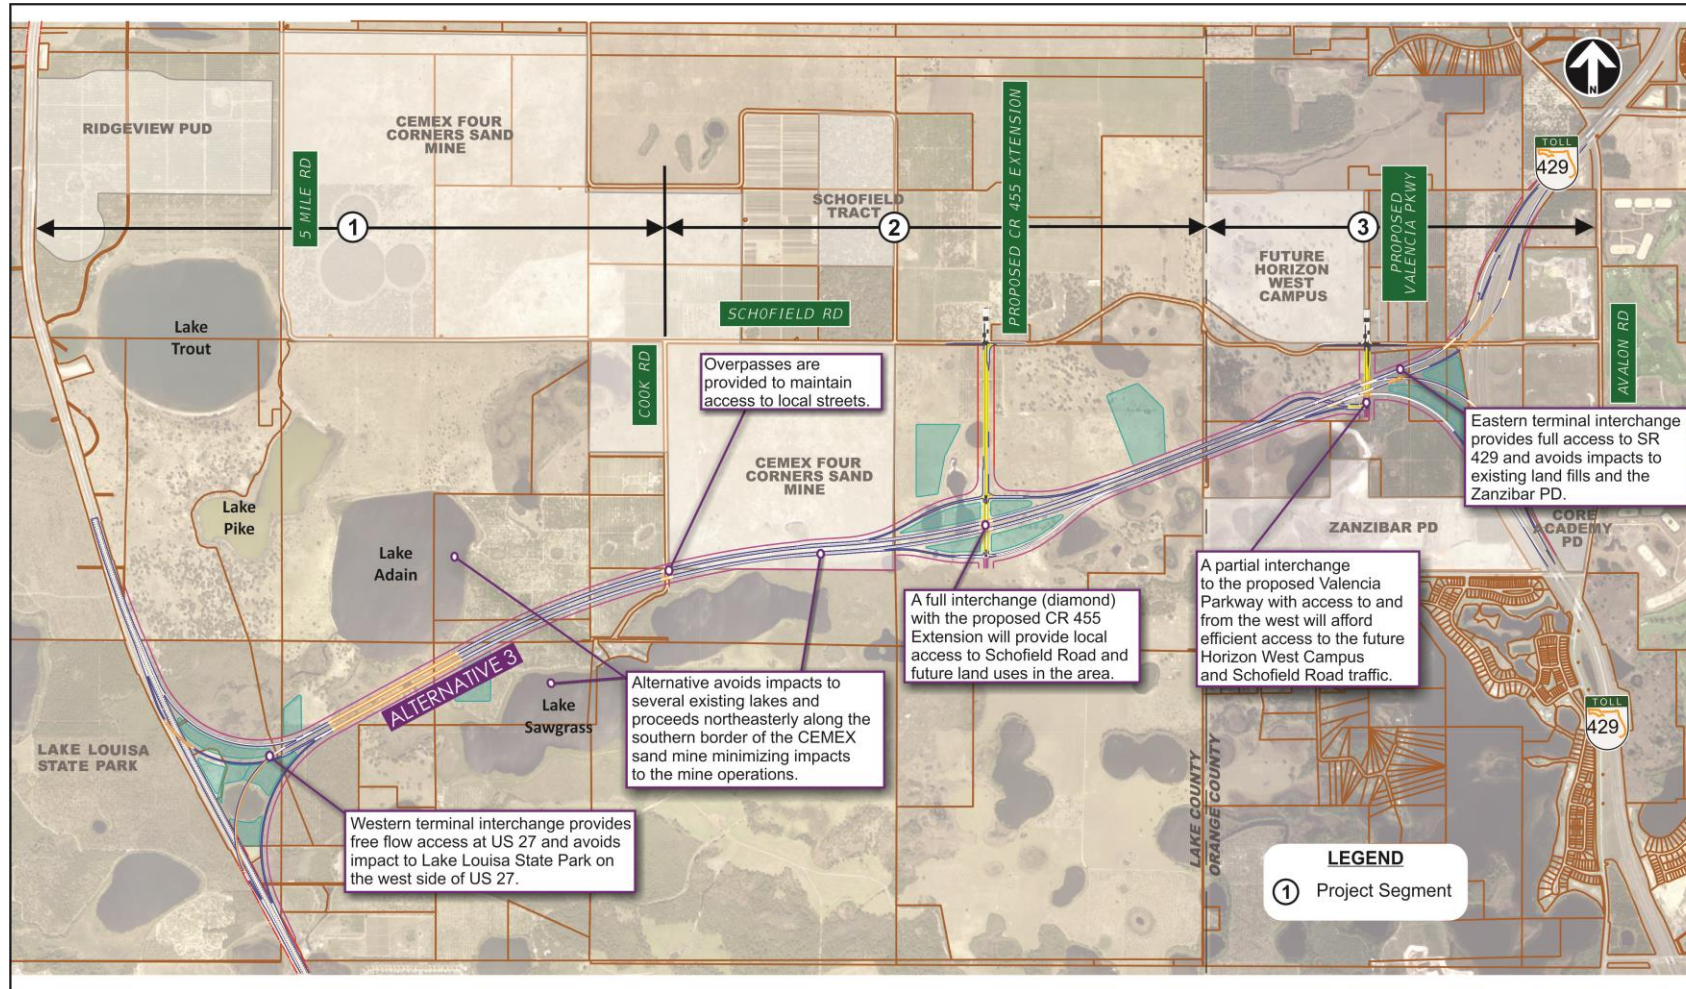 RIDGEVIEW PUD
CEMEX FOUR
CORNERS SAND
MINE
5 MILE RD
1
SCHOFIELD
TRACT
2
PROPOSED CR 455 EXTENSION
3
PROPOSED
VALENCIA PKWY
FUTURE
HORIZON
WEST
CAMPUS
TOLL
429
N
AVALON RD
SCHOFIELD RD
COOK RD
Lake
Trout
Lake
Pike
Lake
Adain
Lake
Sawgrass
Overpasses are
provided to maintain
access to local streets.
CEMEX FOUR
CORNERS SAND
MINE
Eastern terminal interchange
provides full access to SR
429 and avoids impacts to
existing land fills and the
Zanzibar PD.
ZANZIBAR PD
CORE
ACADEMY
PD
A partial interchange
to the proposed Valencia
Parkway with access to and
from the west will afford
efficient access to the future
Horizon West Campus
and Schofield Road traffic.
A full interchange (diamond)
with the proposed CR 455
Extension will provide local
access to Schofield Road and
future land uses in the area.
ALTERNATIVE 3
Alternative avoids impacts to
several existing lakes and
proceeds northeasterly along the
southern border of the CEMEX
sand mine minimizing impacts
to the mine operations.
LAKE LOUISA
STATE PARK
Western terminal interchange provides
free flow access at US 27 and avoids
impact to Lake Louisa State Park on
the west side of US 27.
LAKE COUNTY
ORANGE COUNTY
TOLL
429
LEGEND
1 Project Segment